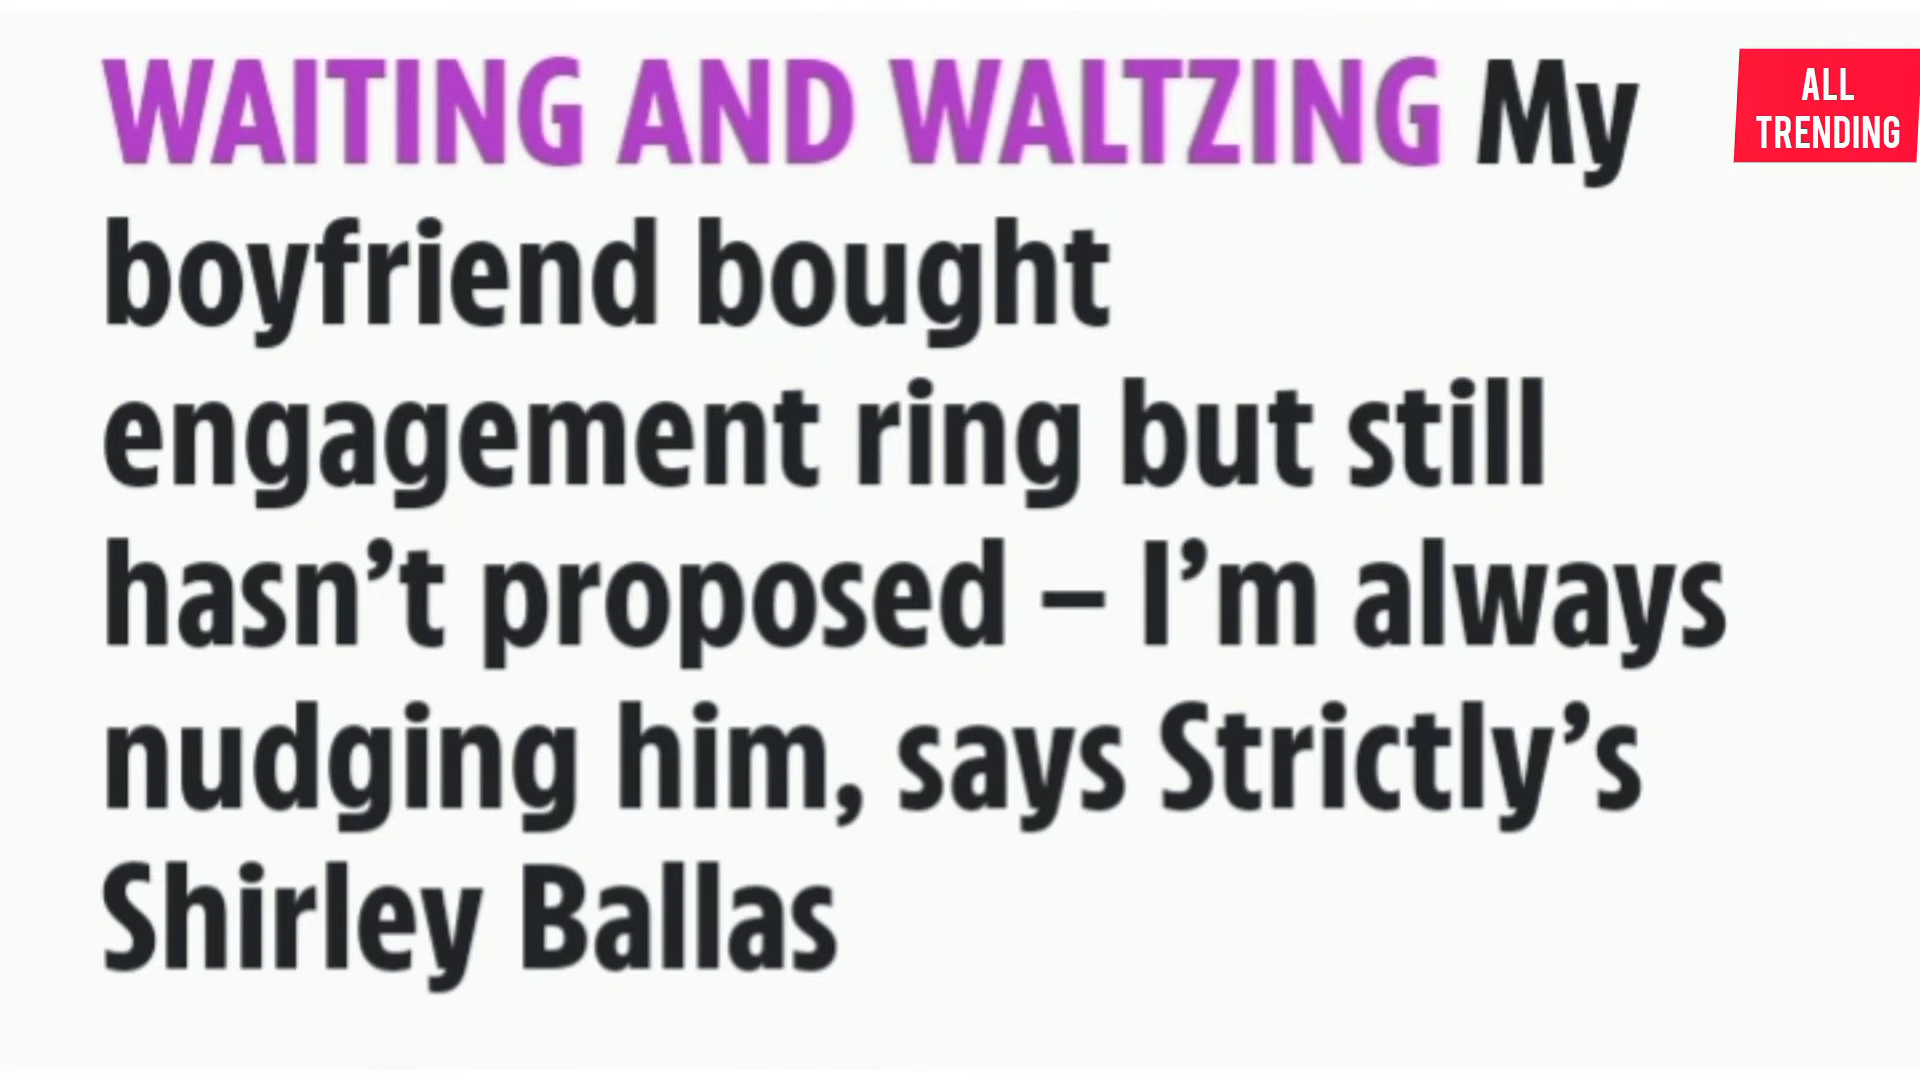 WAITING AND WALTZING My
boyfriend bought
engagement ring but still
hasn’t proposed – I’m always
nudging him, says Strictly’s
Shirley Ballas
ALL
TRENDING